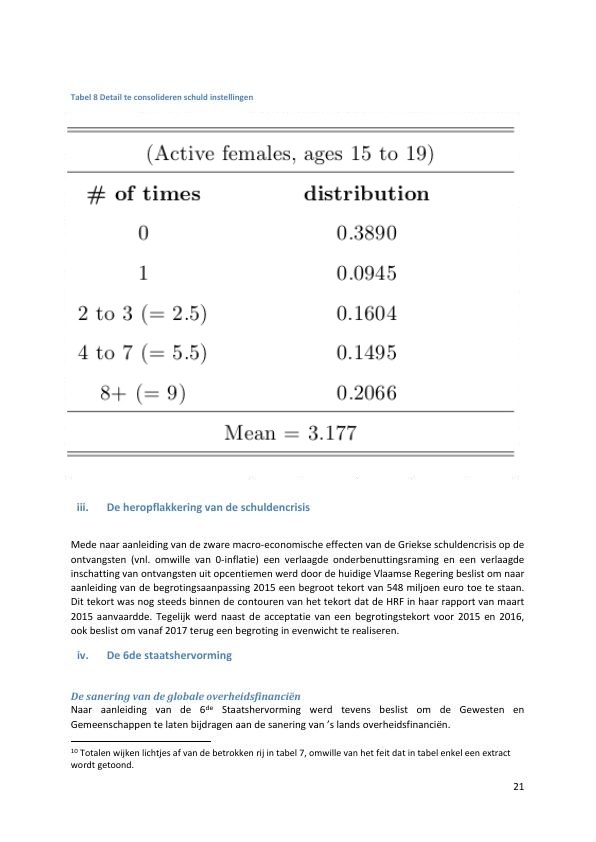 Tabel 8 Detail te consolideren schuld instellingen
(Active females, ages 15 to 19)
# of times distribution
0 0.3890
1 0.0945
2 to 3 (= 2.5) 0.1604
4 to 7 (= 5.5) 0.1495
8+ (= 9) 0.2066
Mean = 3.177
iii. De heropflakkering van de schuldencrisis
Mede naar aanleiding van de zware macro-economische effecten van de Griekse schuldencrisis op de
ontvangsten (vnl. omwille van 0-inflatie) een verlaagde onderbenuttingsraming en een verlaagde
inschatting van ontvangsten uit opcentiemen werd door de huidige Vlaamse Regering beslist om naar
aanleiding van de begrotingsaanpassing 2015 een begroot tekort van 548 miljoen euro toe te staan.
Dit tekort was nog steeds binnen de contouren van het tekort dat de HRF in haar rapport van maart
2015 aanvaardde. Tegelijk werd naast de acceptatie van een begrotingstekort voor 2015 en 2016,
ook beslist om vanaf 2017 terug een begroting in evenwicht te realiseren.
iv. De 6de staatshervorming
De sanering van de globale overheidsfinanciën
Naar aanleiding van de 6de Staatshervorming werd tevens beslist om de Gewesten en
Gemeenschappen te laten bijdragen aan de sanering van ’s lands overheidsfinanciën.
10 Totalen wijken lichtjes af van de betrokken rij in tabel 7, omwille van het feit dat in tabel enkel een extract
wordt getoond.
21